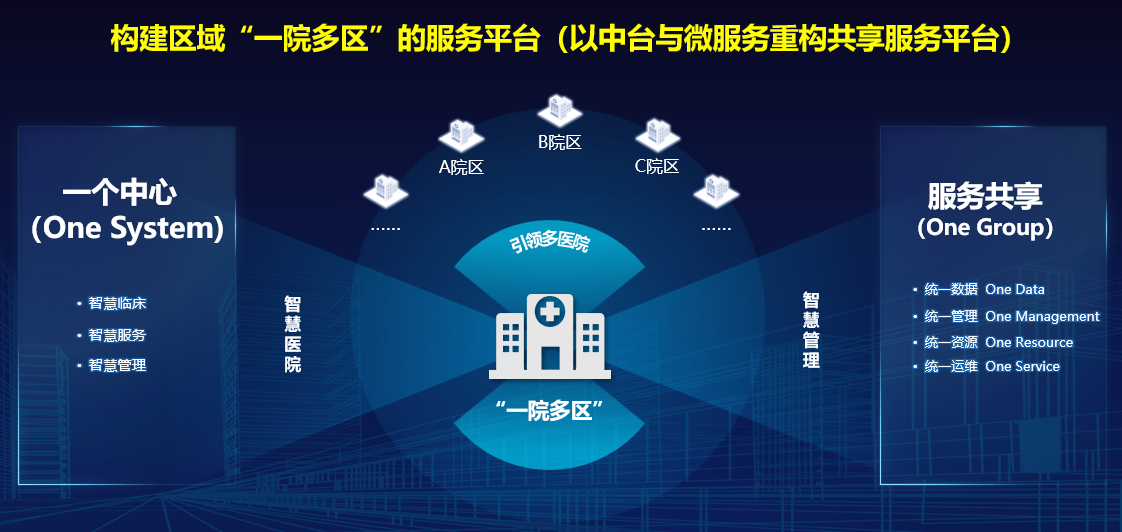 构建区域“一院多区”的服务平台（以中台与微服务重构共享服务平台）
一个中心
(One System)
· 智慧临床
· 智慧服务
· 智慧管理
智慧医院
A院区
B院区
C院区
......
......
引领多医院
“一院多区”
智慧管理
服务共享
(One Group)
· 统一数据 One Data
· 统一管理 One Management
· 统一资源 One Resource
· 统一运维 One Service